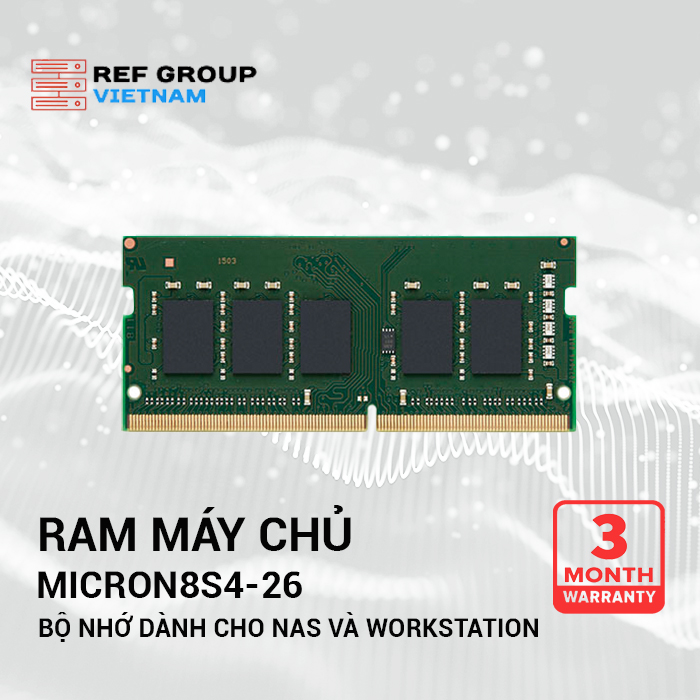 REF GROUP
VIETNAM
1503
RAM MÁY CHỦ
MICRON8S4-26
BỘ NHỚ DÀNH CHO NAS VÀ WORKSTATION
3
MONTH
WARRANTY